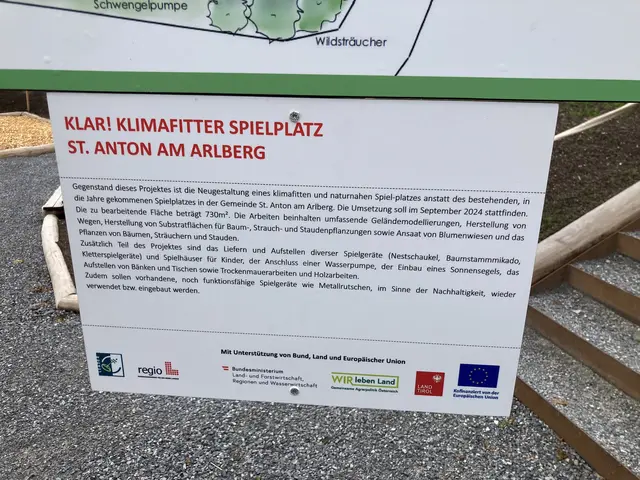 Schwengelpumpe
Wildsträucher
KLAR! KLIMAFITTER SPIELPLATZ
ST. ANTON AM ARLBERG
Gegenstand dieses Projektes ist die Neugestaltung eines klimafitten und naturnahen Spiel-platzes anstatt des bestehenden, in
die Jahre gekommenen Spielplatzes in der Gemeinde St. Anton am Arlberg. Die Umsetzung soll im September 2024 stattfinden.
Die zu bearbeitende Fläche beträgt 730m². Die Arbeiten beinhalten umfassende Geländemodellierungen, Herstellung von
Wegen, Herstellung von Substratflächen für Baum-, Strauch- und Staudenpflanzungen sowie Ansaat von Blumenwiesen und das
Pflanzen von Bäumen, Sträuchern und Stauden.
Zusätzlich Teil des Projektes sind das Liefern und Aufstellen diverser Spielgeräte (Nestschaukel, Baumstammmikado,
Kletterspielgeräte) und Spielhäuser für Kinder, der Anschluss einer Wasserpumpe, der Einbau eines Sonnensegels, das
Aufstellen von Bänken und Tischen sowie Trockenmauerarbeiten und Holzarbeiten.
Zudem sollen vorhandene, noch funktionsfähige Spielgeräte wie Metallrutschen, im Sinne der Nachhaltigkeit, wieder
verwendet bzw. eingebaut werden.
Mit Unterstützung von Bund, Land und Europäischer Union
regio L
Bundesministerium
Land- und Forstwirtschaft,
Regionen und Wasserwirtschaft
WIR leben Land
Gemeinsame Agrarpolitik Österreich
LAND
TIROL
Kofinanziert von der
Europäischen Union